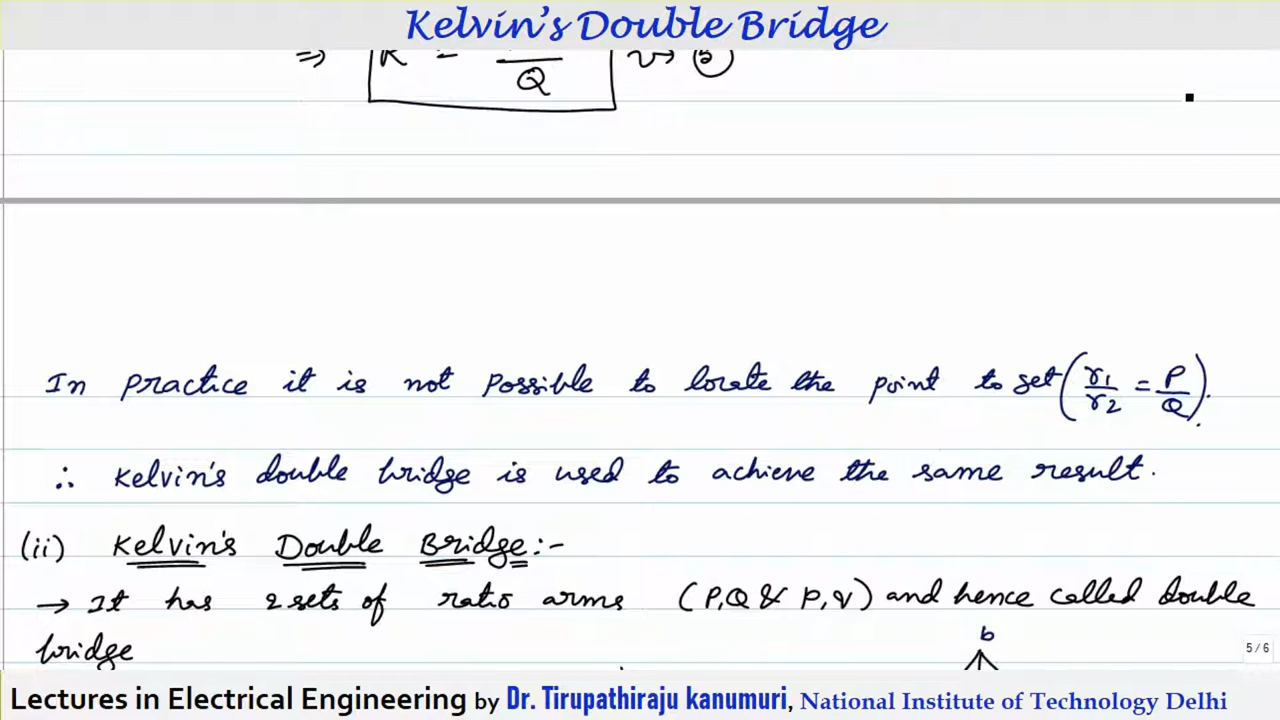 Kelvin's Double Bridge
⇒ R = — Q → ⑤
In practice it is not possible to locate the point to set (r1/r2 = P/Q).
∴ Kelvin's double bridge is used to achieve the same result.
(ii) Kelvin's Double Bridge:-
→ It has 2 sets of ratio arms (P,Q & p,q) and hence called double
b
bridge
5 / 6
Lectures in Electrical Engineering by Dr. Tirupathiraju kanumuri, National Institute of Technology Delhi